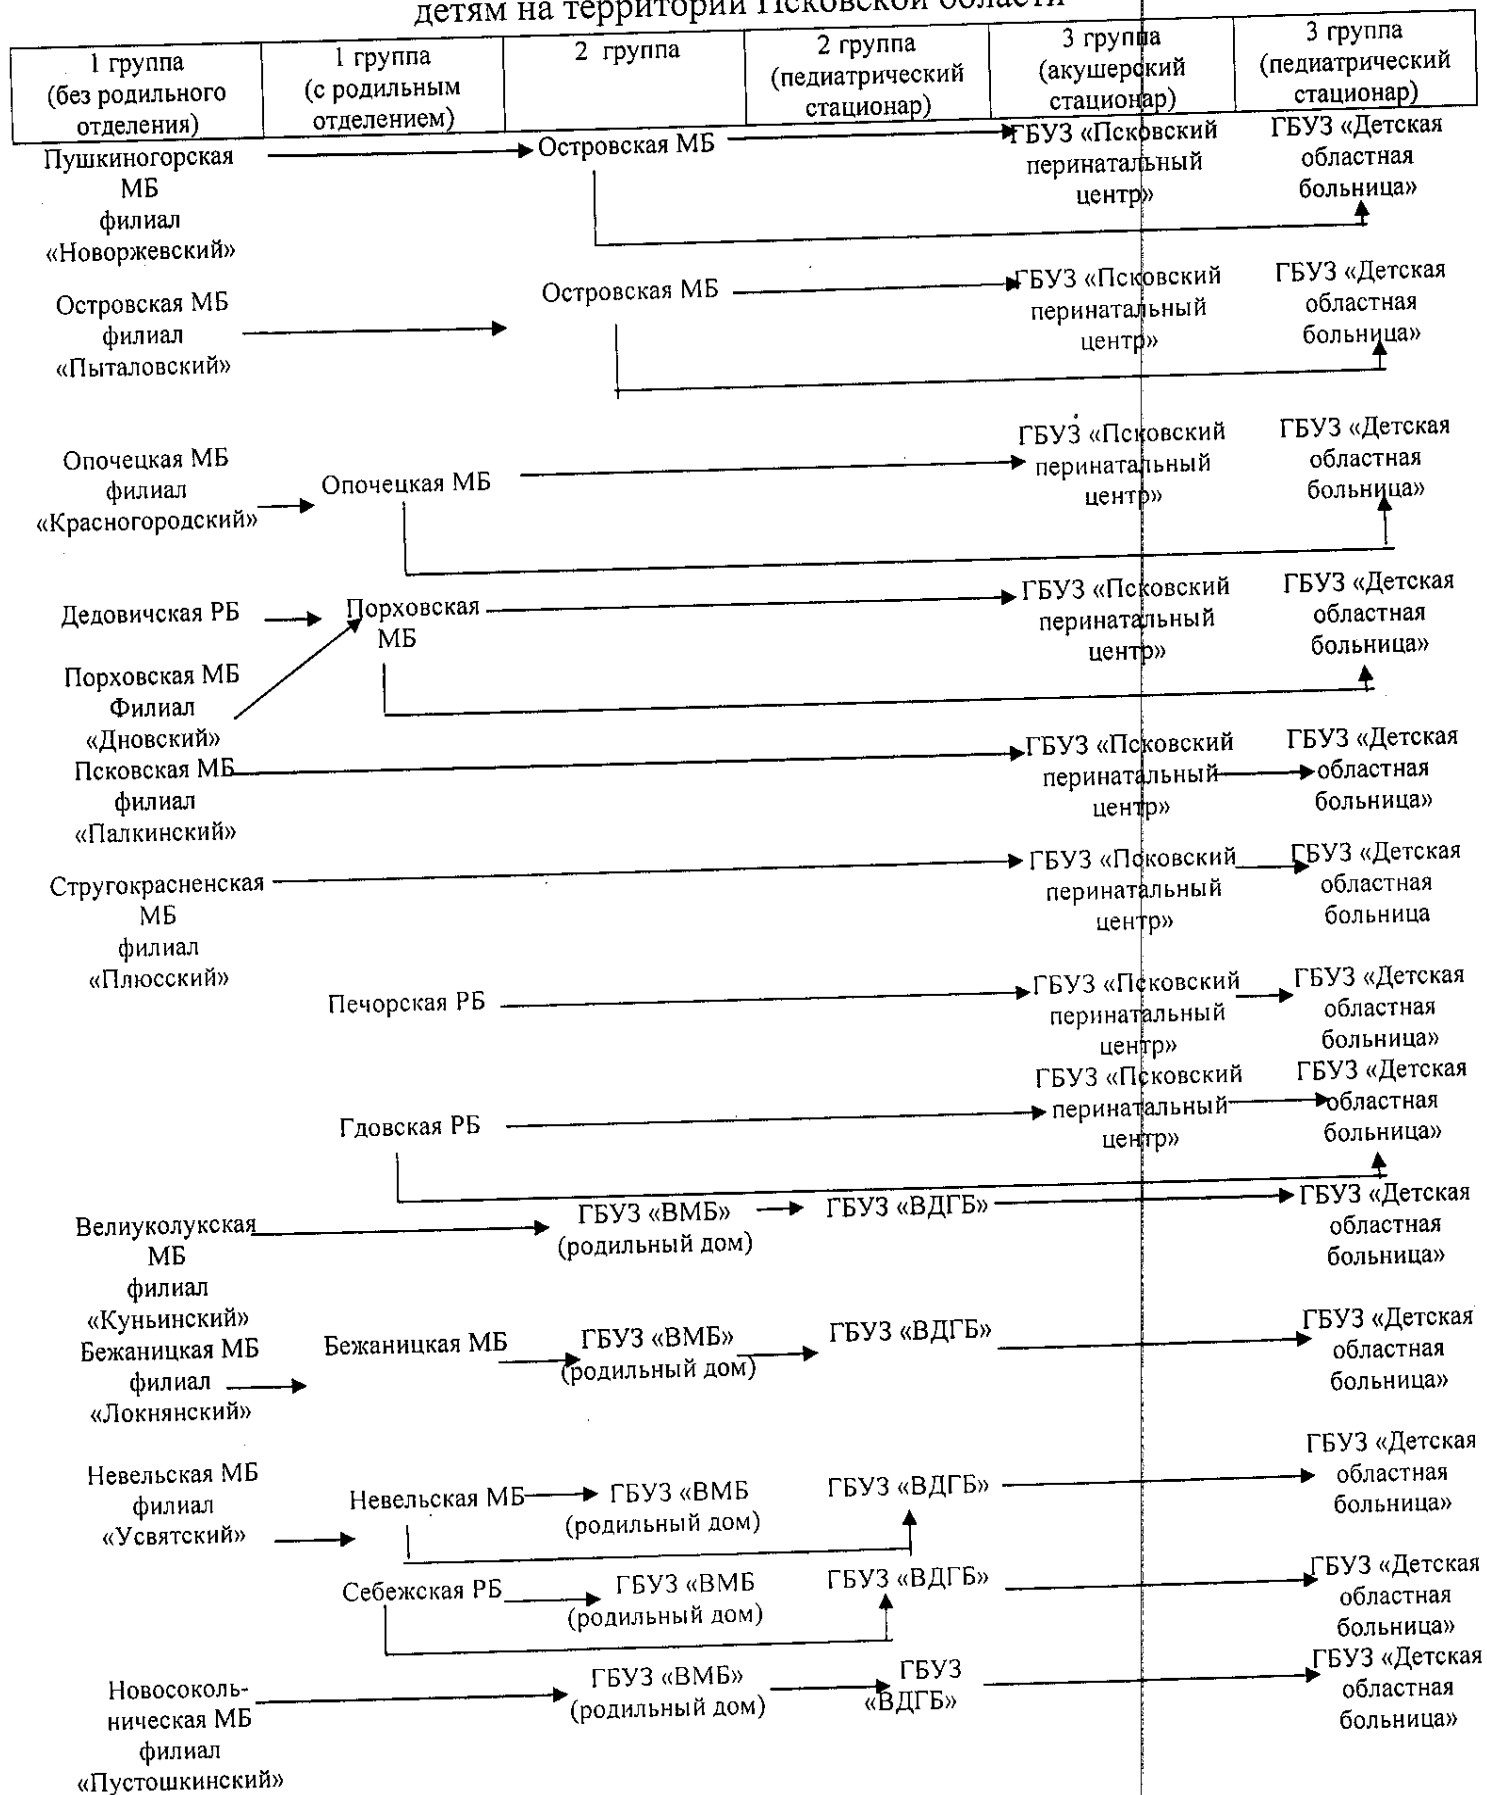 детям на территории Псковской области
1 группа
(без родильного
отделения)
1 группа
(с родильным
отделением)
2 группа
2 группа
(педиатрический
стационар)
3 группа
(акушерский
стационар)
3 группа
(педиатрический
стационар)
Пушкиногорская
МБ
филиал
«Новоржевский»
Островская МБ
ГБУЗ «Псковский
перинатальный
центр»
ГБУЗ «Детская
областная
больница»
Островская МБ
филиал
«Пыталовский»
Островская МБ
ГБУЗ «Псковский
перинатальный
центр»
ГБУЗ «Детская
областная
больница»
Опочецкая МБ
филиал
«Красногородский»
Опочецкая МБ
ГБУЗ «Псковский
перинатальный
центр»
ГБУЗ «Детская
областная
больница»
Дедовичская РБ
Порховская
МБ
ГБУЗ «Псковский
перинатальный
центр»
ГБУЗ «Детская
областная
больница»
Порховская МБ
Филиал
«Дновский»
Псковская МБ
филиал
«Палкинский»
ГБУЗ «Псковский
перинатальный
центр»
ГБУЗ «Детская
областная
больница»
Стругокрасненская
МБ
филиал
«Плюсский»
ГБУЗ «Псковский
перинатальный
центр»
ГБУЗ «Детская
областная
больница
Печорская РБ
ГБУЗ «Псковский
перинатальный
центр»
ГБУЗ «Детская
областная
больница»
Гдовская РБ
ГБУЗ «Псковский
перинатальный
центр»
ГБУЗ «Детская
областная
больница»
Велиуколукская
МБ
филиал
«Куньинский»
ГБУЗ «ВМБ»
(родильный дом)
ГБУЗ «ВДГБ»
ГБУЗ «Детская
областная
больница»
Бежаницкая МБ
филиал
«Локнянский»
Бежаницкая МБ
ГБУЗ «ВМБ»
(родильный дом)
ГБУЗ «ВДГБ»
ГБУЗ «Детская
областная
больница»
Невельская МБ
филиал
«Усвятский»
Невельская МБ
ГБУЗ «ВМБ
(родильный дом)
ГБУЗ «ВДГБ»
ГБУЗ «Детская
областная
больница»
Себежская РБ
ГБУЗ «ВМБ
(родильный дом)
ГБУЗ «ВДГБ»
ГБУЗ «Детская
областная
больница»
Новосоколь-
ническая МБ
филиал
«Пустошкинский»
ГБУЗ «ВМБ»
(родильный дом)
ГБУЗ
«ВДГБ»
ГБУЗ «Детская
областная
больница»